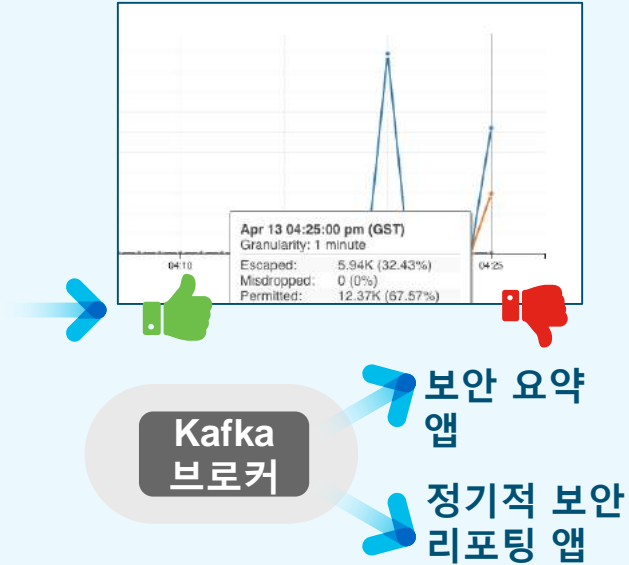 Apr 13 04:25:00 pm (GST)
Granularity: 1 minute
Escaped: 5.94K (32.43%)
Misdropped: 0 (0%)
Permitted: 12.37K (67.57%)
04:10
04:25
Kafka
브로커
보안 요약
앱
정기적 보안
리포팅 앱